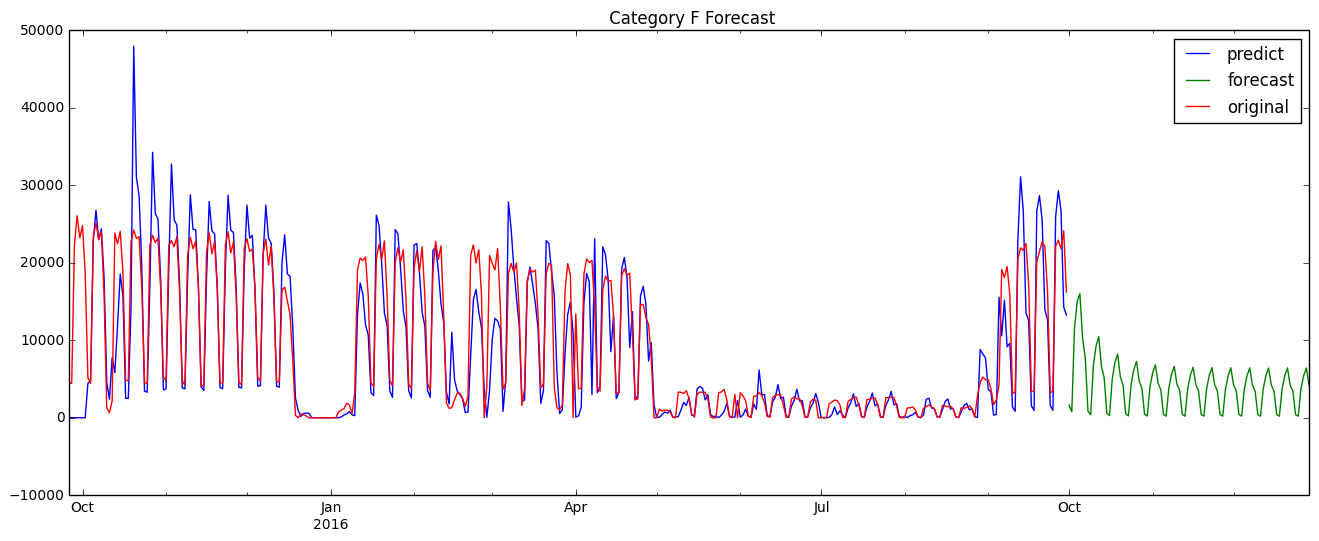 Category F Forecast
50000
40000
30000
20000
10000
0
−10000
predict
forecast
original
Oct
Jan
2016
Apr
Jul
Oct